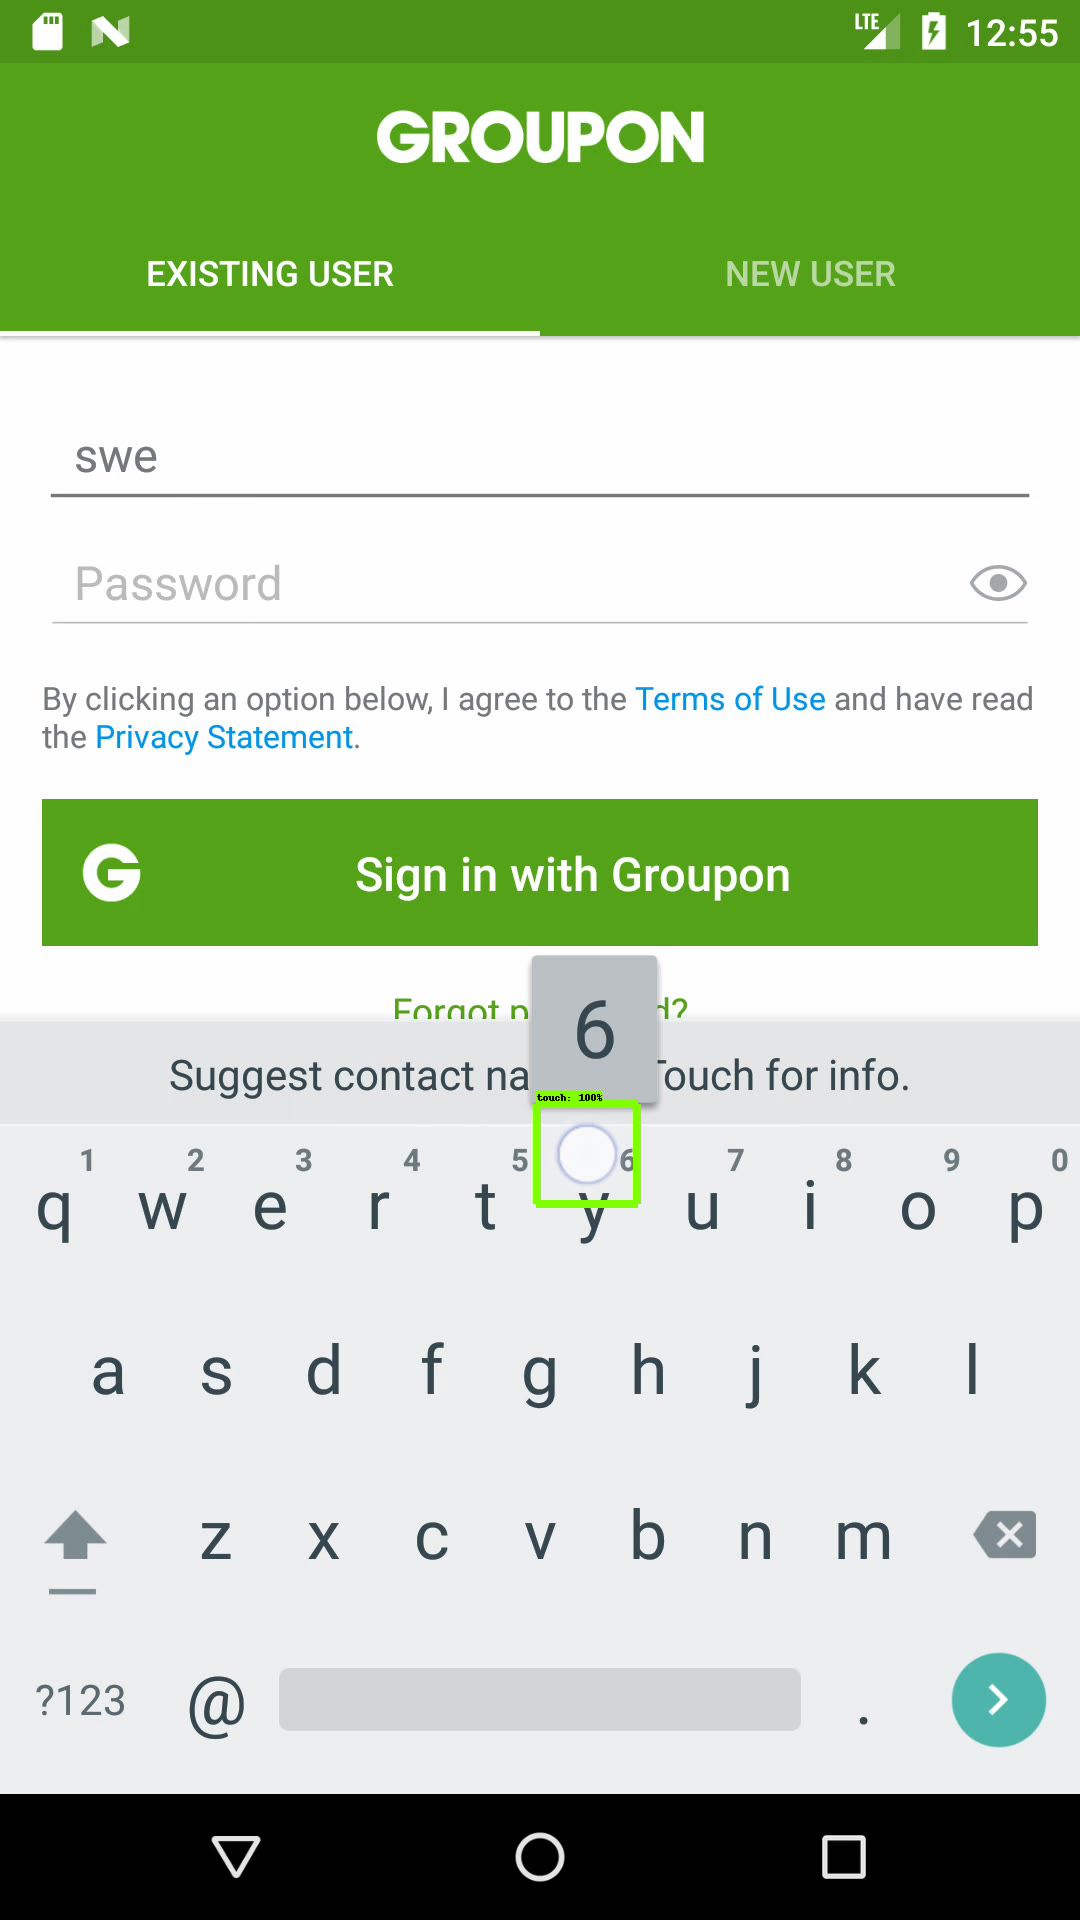 LTE 12:55
GROUPON
EXISTING USER NEW USER
swe
Password
By clicking an option below, I agree to the Terms of Use and have read
the Privacy Statement.
G Sign in with Groupon
6
Forgot p d?
Suggest contact na Touch for info.
touch: 100%
1 2 3 4 5 6 7 8 9 0
q w e r t y u i o p
a s d f g h j k l
z x c v b n m
?123 @ .